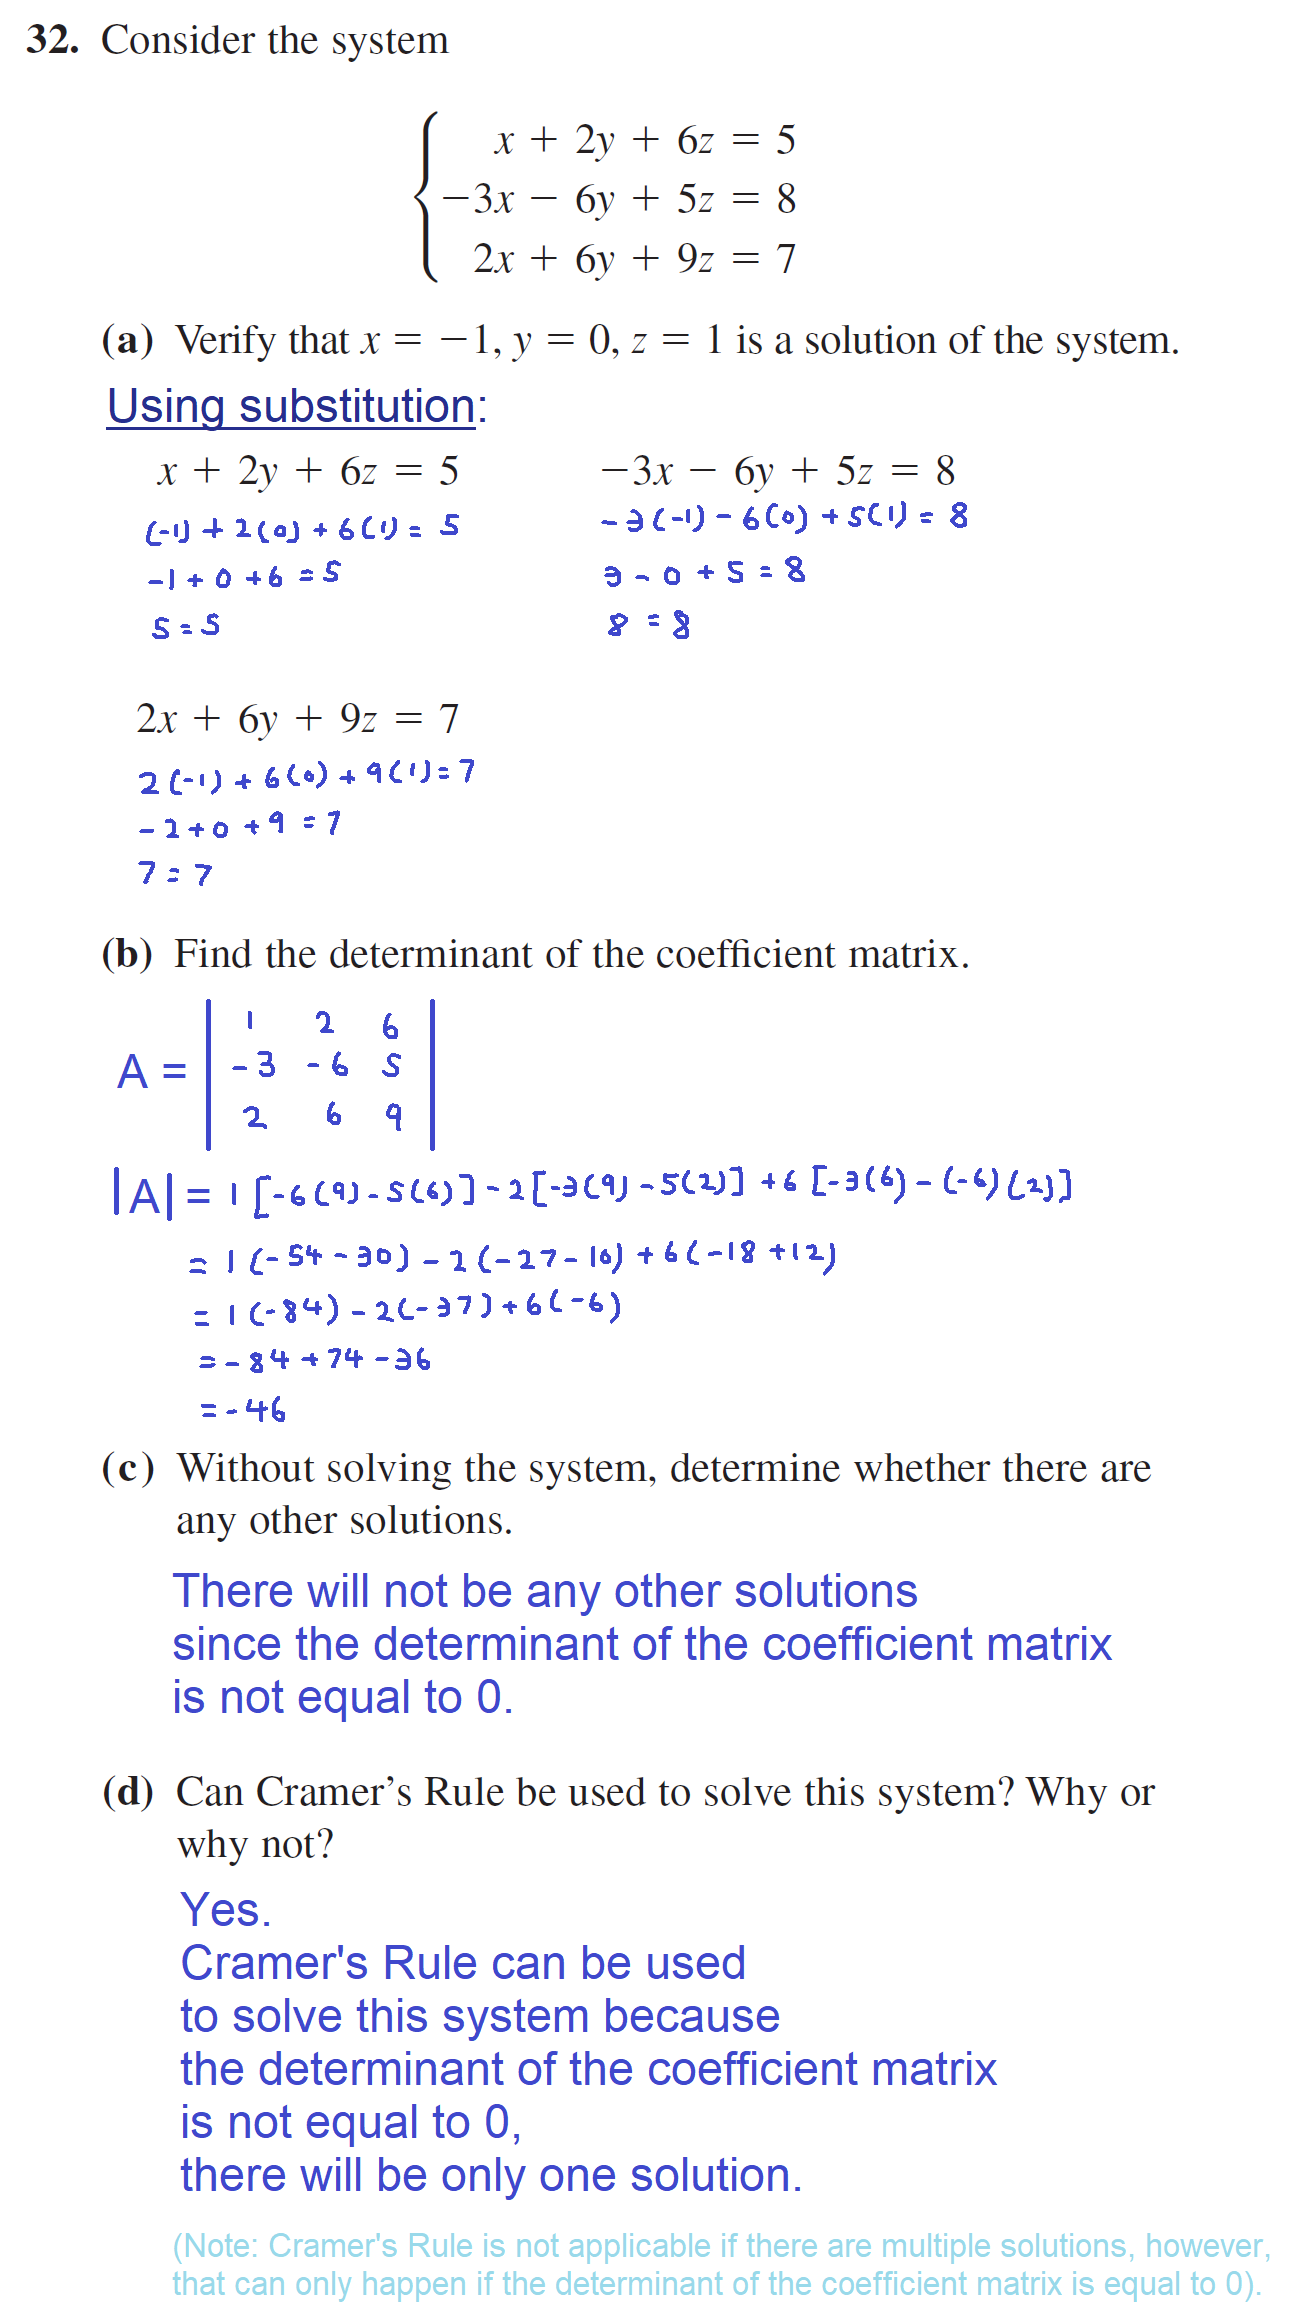 32. Consider the system
x + 2y + 6z = 5
−3x − 6y + 5z = 8
2x + 6y + 9z = 7
(a) Verify that x = −1, y = 0, z = 1 is a solution of the system.
Using substitution:
x + 2y + 6z = 5
(-1) + 2(0) + 6(1) = 5
-1 + 0 + 6 = 5
5 = 5
−3x − 6y + 5z = 8
-3(-1) - 6(0) + 5(1) = 8
3 - 0 + 5 = 8
8 = 8
2x + 6y + 9z = 7
2(-1) + 6(0) + 9(1) = 7
-2 + 0 + 9 = 7
7 = 7
(b) Find the determinant of the coefficient matrix.
A = | 1 2 6
-3 -6 5
2 6 9 |
|A| = 1[-6(9) - 5(6)] - 2[-3(9) - 5(2)] + 6[-3(6) - (-6)(2)]
= 1(-54 - 30) - 2(-27 - 10) + 6(-18 + 12)
= 1(-84) - 2(-37) + 6(-6)
= -84 + 74 - 36
= -46
(c) Without solving the system, determine whether there are
any other solutions.
There will not be any other solutions
since the determinant of the coefficient matrix
is not equal to 0.
(d) Can Cramer's Rule be used to solve this system? Why or
why not?
Yes.
Cramer's Rule can be used
to solve this system because
the determinant of the coefficient matrix
is not equal to 0,
there will be only one solution.
(Note: Cramer's Rule is not applicable if there are multiple solutions, however,
that can only happen if the determinant of the coefficient matrix is equal to 0).